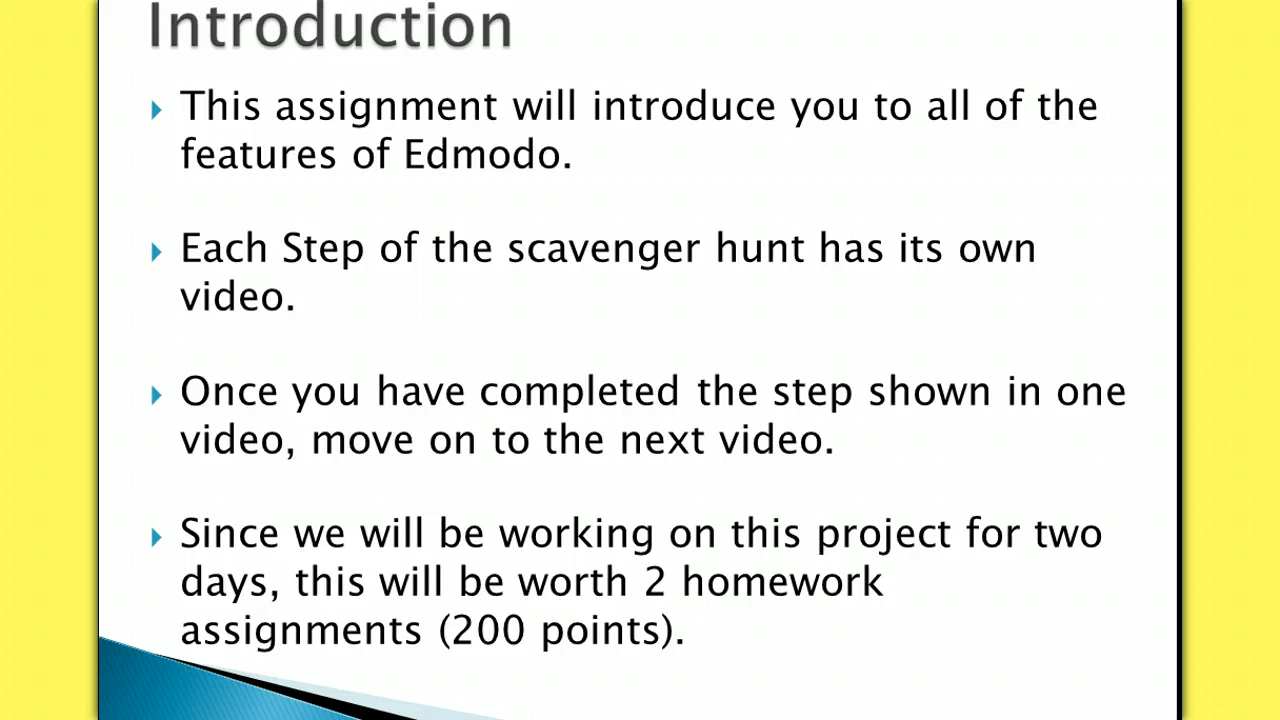 Introduction
This assignment will introduce you to all of the
features of Edmodo.
Each Step of the scavenger hunt has its own
video.
Once you have completed the step shown in one
video, move on to the next video.
Since we will be working on this project for two
days, this will be worth 2 homework
assignments (200 points).